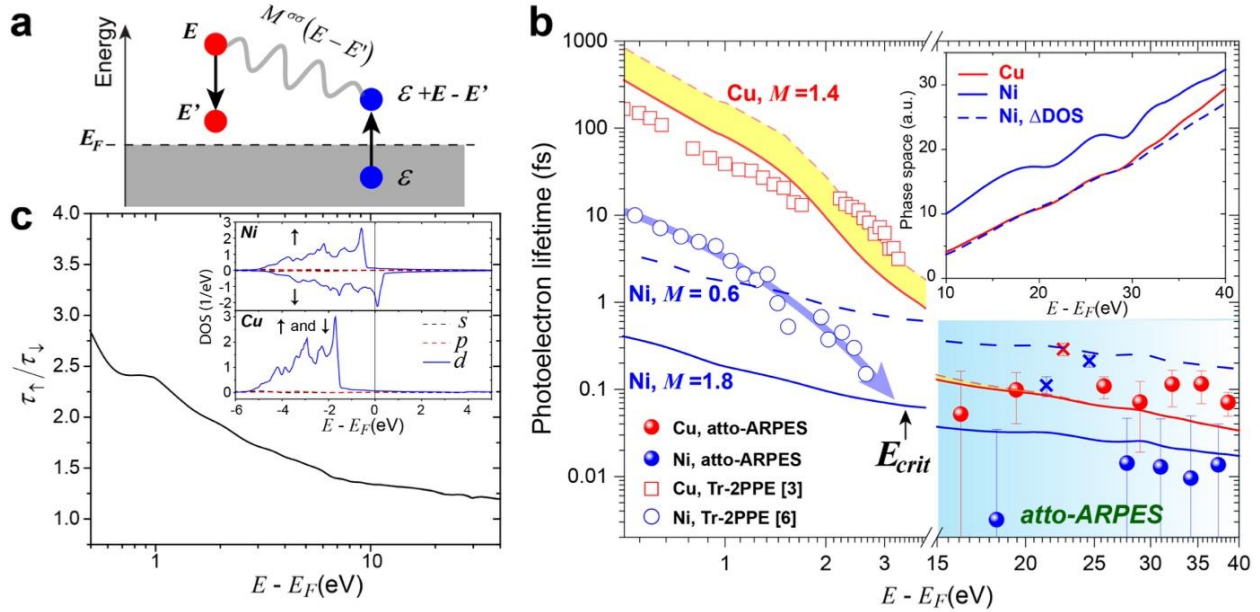 a
Energy
E
E'
M^σσ(E – E')
ε +E - E'
E_F
ε
b
Photoelectron lifetime (fs)
1000
100
10
1
0.1
0.01
Cu, M =1.4
Ni, M = 0.6
Ni, M =1.8
Cu, atto-ARPES
Ni, atto-ARPES
Cu, Tr-2PPE [3]
Ni, Tr-2PPE [6]
E_crit
atto-ARPES
1 2 3 15 20 25 30 35 40
E - E_F(eV)
Phase space (a.u.)
30
20
10
0
Cu
Ni
Ni, ΔDOS
10 20 30 40
E - E_F(eV)
c
τ↑/τ↓
4.0
3.5
3.0
2.5
2.0
1.5
1.0
1 10
E - E_F(eV)
DOS (1/eV)
Ni ↑
↓
3
2
1
0
-1
-2
Cu ↑ and ↓
3
2
1
0
s
p
d
-6 -4 -2 0 2 4
E - E_F(eV)